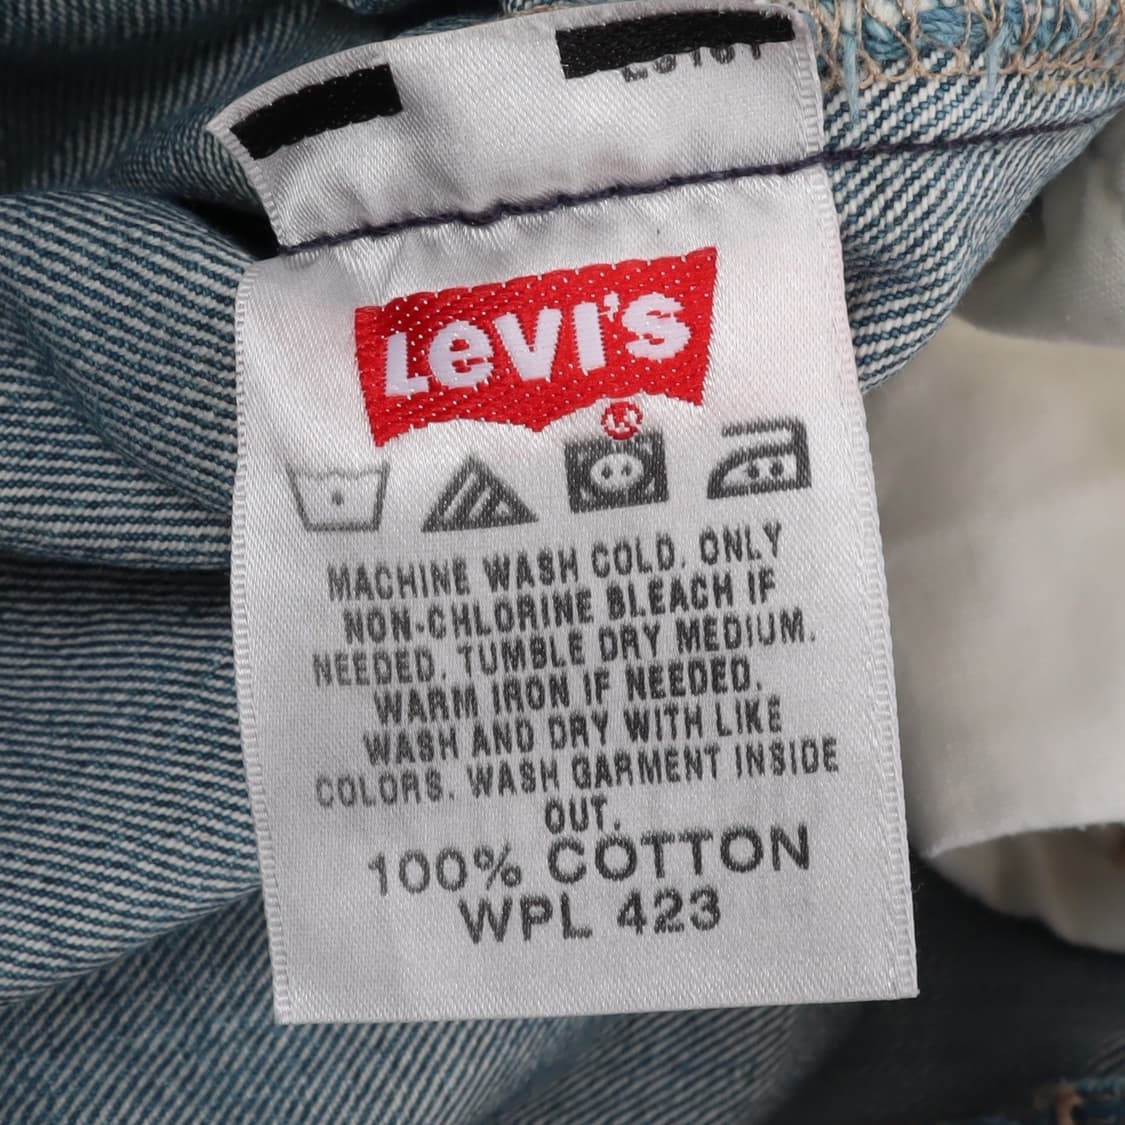 LeVI's
MACHINE WASH COLD. ONLY
NON-CHLORINE BLEACH IF
NEEDED. TUMBLE DRY MEDIUM.
WARM IRON IF NEEDED.
WASH AND DRY WITH LIKE
COLORS. WASH GARMENT INSIDE
OUT.
100% COTTON
WPL 423